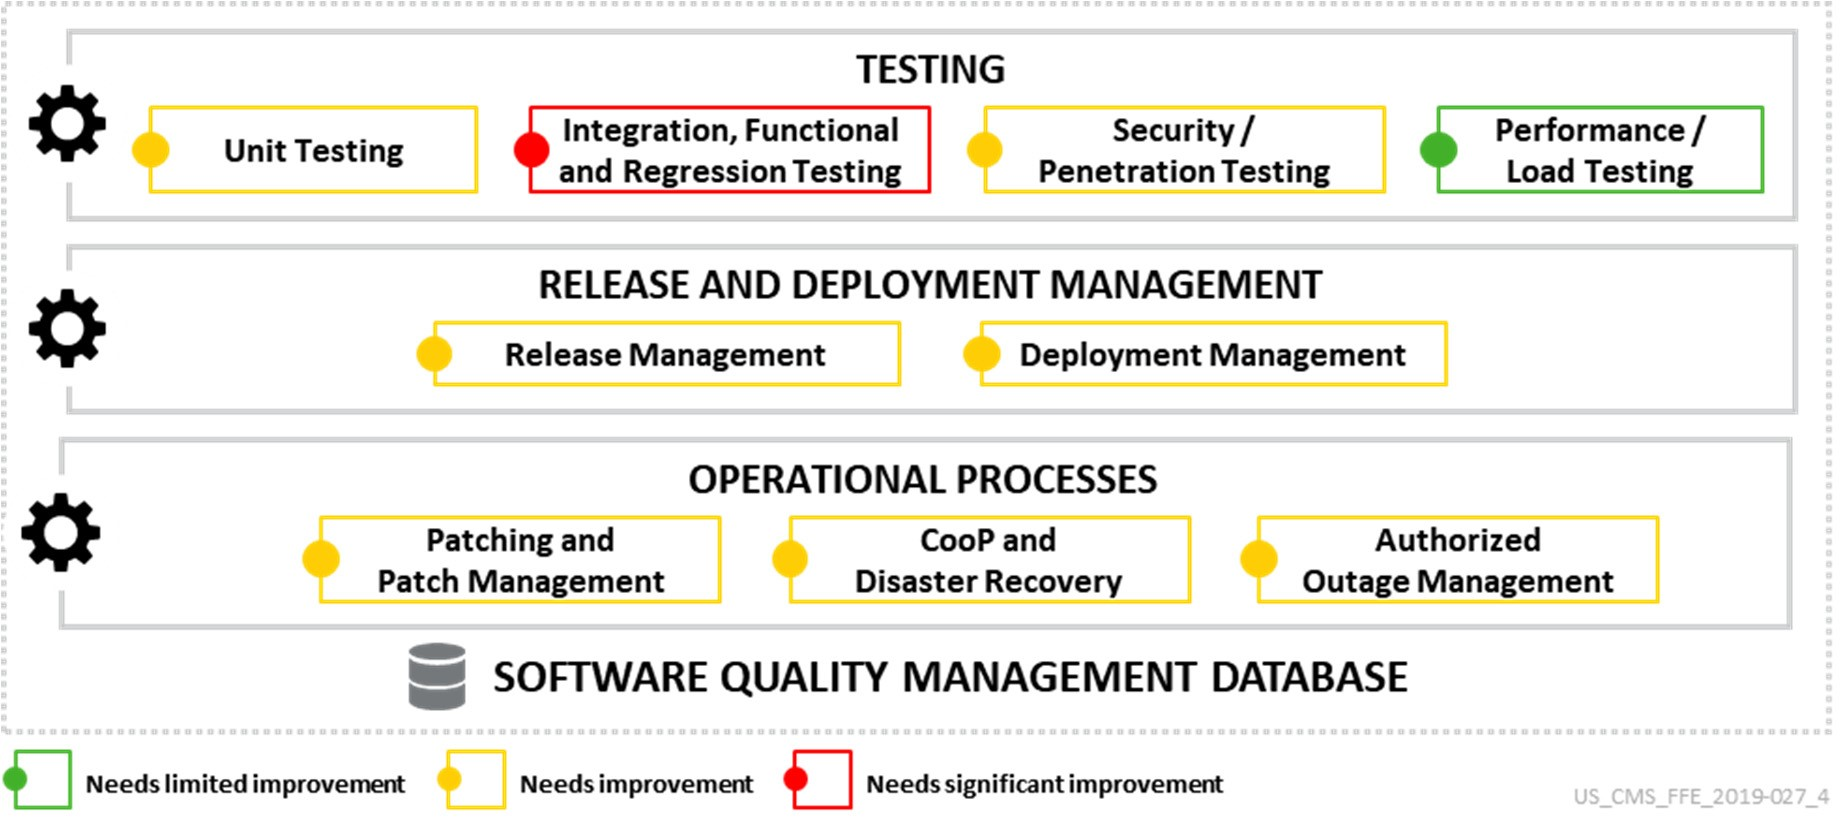 TESTING
Unit Testing
Integration, Functional
and Regression Testing
Security /
Penetration Testing
Performance /
Load Testing
RELEASE AND DEPLOYMENT MANAGEMENT
Release Management
Deployment Management
OPERATIONAL PROCESSES
Patching and
Patch Management
CooP and
Disaster Recovery
Authorized
Outage Management
SOFTWARE QUALITY MANAGEMENT DATABASE
Needs limited improvement
Needs improvement
Needs significant improvement
US_CMS_FFE_2019-027_4